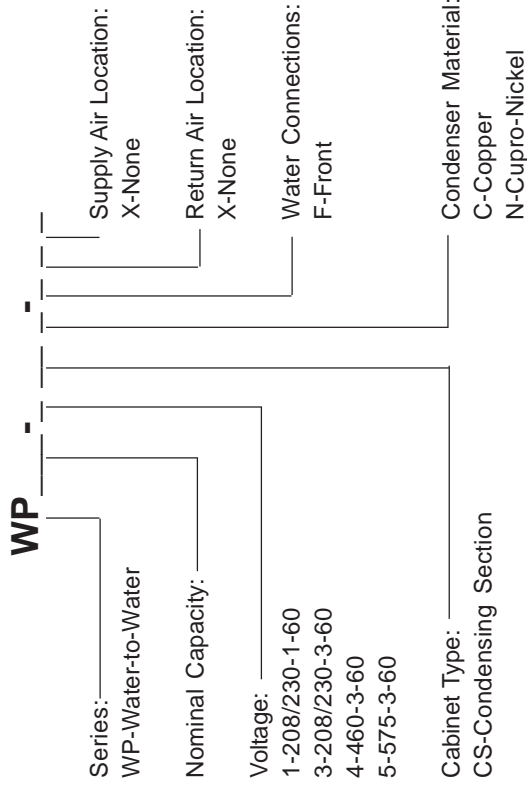 WP ___ - _ __ _ - _ _ _
Series:
WP-Water-to-Water
Nominal Capacity:
Voltage:
1-208/230-1-60
3-208/230-3-60
4-460-3-60
5-575-3-60
Cabinet Type:
CS-Condensing Section
Supply Air Location:
X-None
Return Air Location:
X-None
Water Connections:
F-Front
Condenser Material:
C-Copper
N-Cupro-Nickel